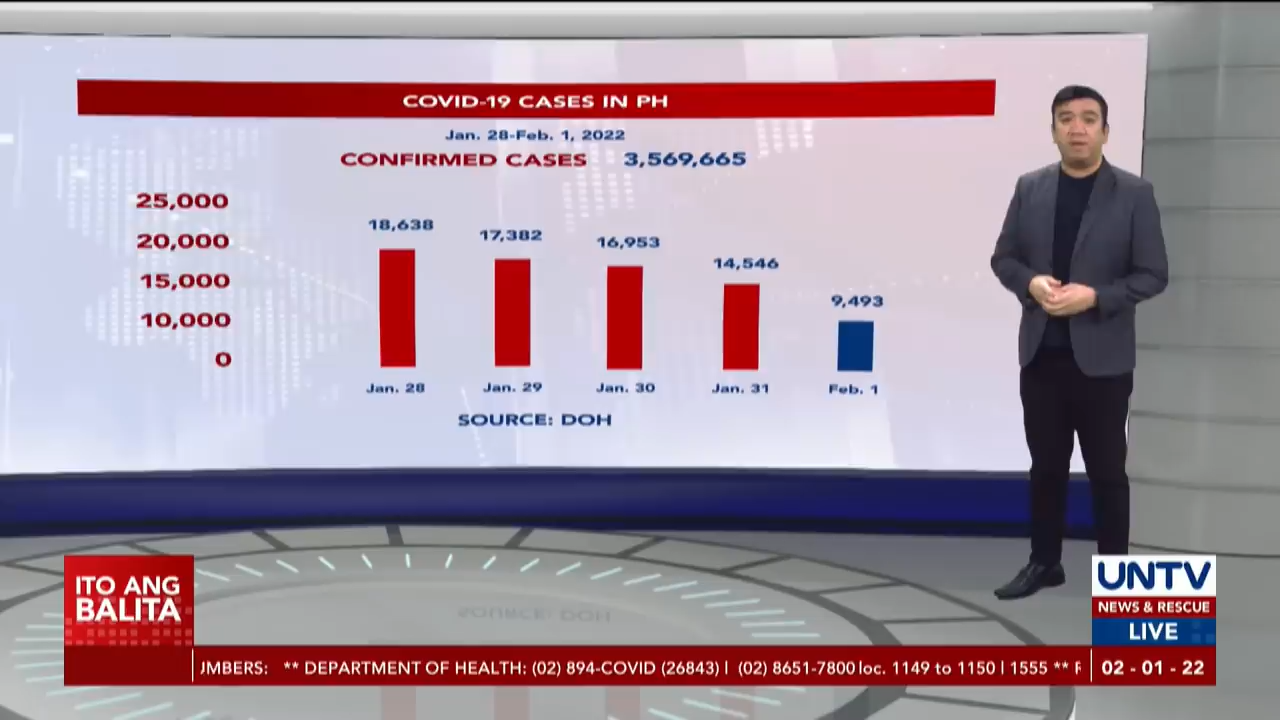 COVID-19 CASES IN PH
Jan. 28-Feb. 1, 2022
CONFIRMED CASES 3,569,665
25,000
20,000
15,000
10,000
0
18,638
17,382
16,953
14,546
9,493
Jan. 28
Jan. 29
Jan. 30
Jan. 31
Feb. 1
SOURCE: DOH
SOURCE: DOH
ITO ANG
BALITA
UNTV
NEWS & RESCUE
LIVE
UMBERS: ** DEPARTMENT OF HEALTH: (02) 894-COVID (26843) | (02) 8651-7800 loc. 1149 to 1150 | 1555 **
02 - 01 - 22